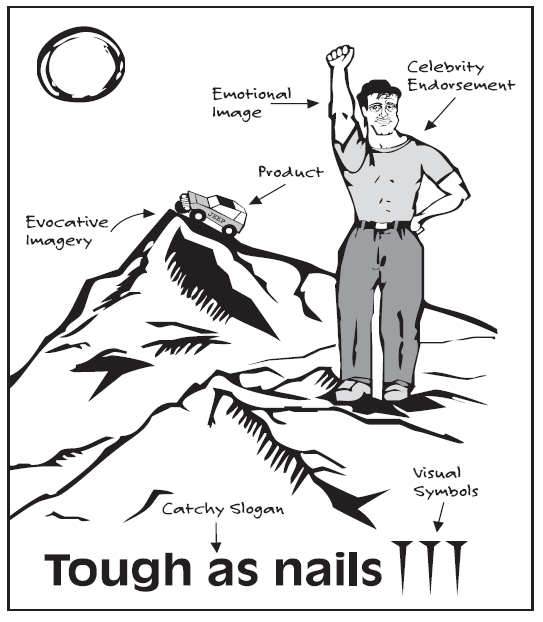 Celebrity
Endorsement
Emotional
Image
Product
JEEP
Evocative
Imagery
Visual
Symbols
Catchy Slogan
Tough as nails